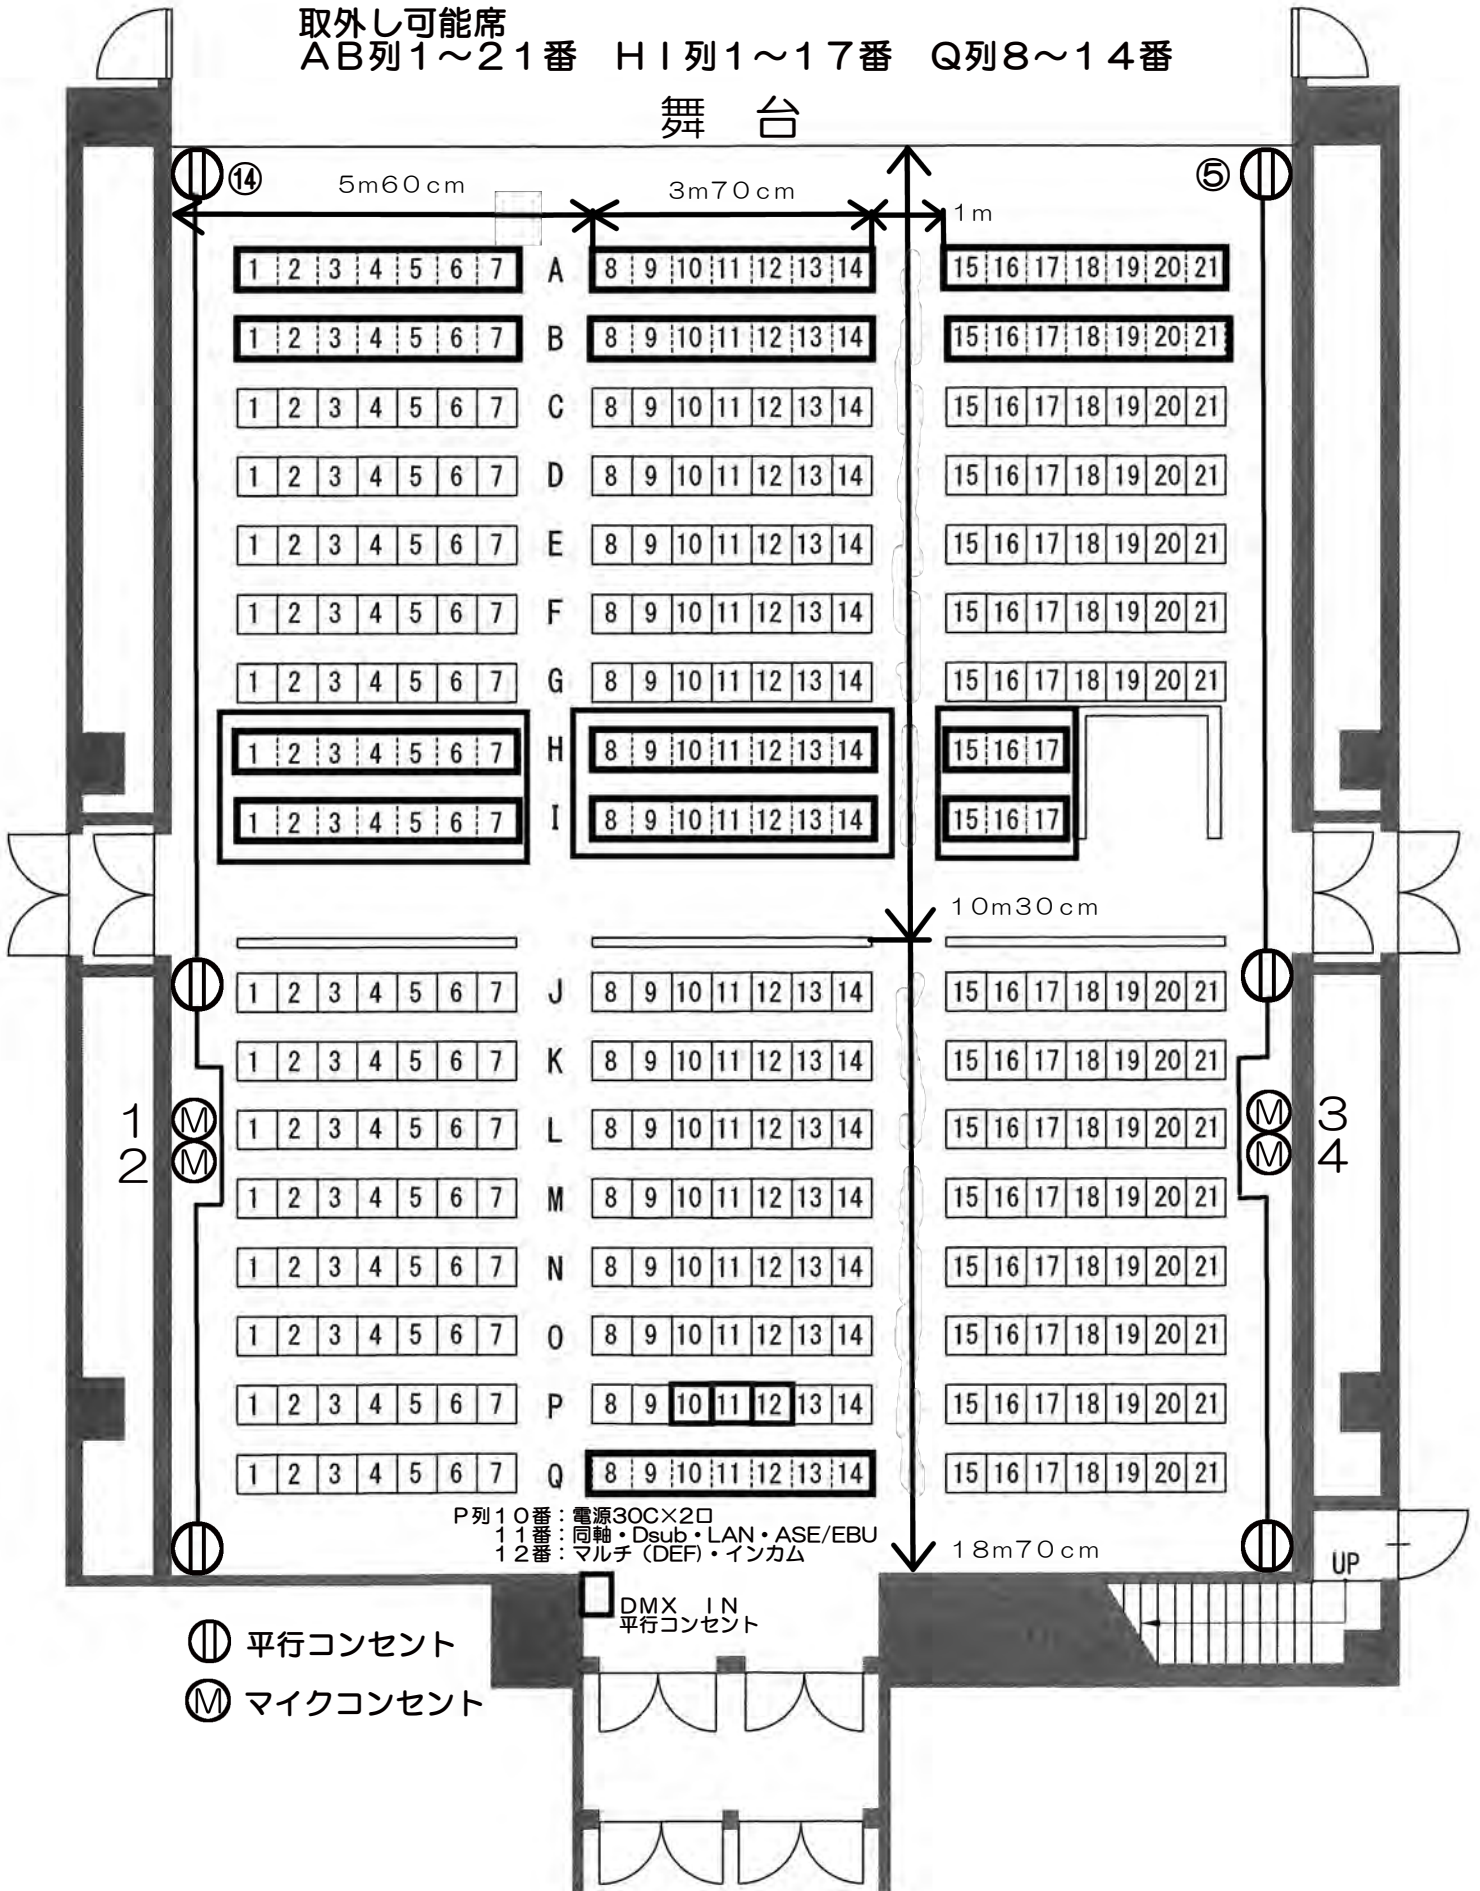 取外し可能席
AB列1～21番 HI列1～17番 Q列8～14番
舞 台
⑭ 5m60cm 3m70cm 1m ⑤
1 2 3 4 5 6 7 A 8 9 10 11 12 13 14 15 16 17 18 19 20 21
1 2 3 4 5 6 7 B 8 9 10 11 12 13 14 15 16 17 18 19 20 21
1 2 3 4 5 6 7 C 8 9 10 11 12 13 14 15 16 17 18 19 20 21
1 2 3 4 5 6 7 D 8 9 10 11 12 13 14 15 16 17 18 19 20 21
1 2 3 4 5 6 7 E 8 9 10 11 12 13 14 15 16 17 18 19 20 21
1 2 3 4 5 6 7 F 8 9 10 11 12 13 14 15 16 17 18 19 20 21
1 2 3 4 5 6 7 G 8 9 10 11 12 13 14 15 16 17 18 19 20 21
1 2 3 4 5 6 7 H 8 9 10 11 12 13 14 15 16 17
1 2 3 4 5 6 7 I 8 9 10 11 12 13 14 15 16 17
10m30cm
1 2 3 4 5 6 7 J 8 9 10 11 12 13 14 15 16 17 18 19 20 21
1 2 3 4 5 6 7 K 8 9 10 11 12 13 14 15 16 17 18 19 20 21
1 Ⓜ 1 2 3 4 5 6 7 L 8 9 10 11 12 13 14 15 16 17 18 19 20 21 Ⓜ 3
2 Ⓜ Ⓜ 4
1 2 3 4 5 6 7 M 8 9 10 11 12 13 14 15 16 17 18 19 20 21
1 2 3 4 5 6 7 N 8 9 10 11 12 13 14 15 16 17 18 19 20 21
1 2 3 4 5 6 7 O 8 9 10 11 12 13 14 15 16 17 18 19 20 21
1 2 3 4 5 6 7 P 8 9 10 11 12 13 14 15 16 17 18 19 20 21
1 2 3 4 5 6 7 Q 8 9 10 11 12 13 14 15 16 17 18 19 20 21
P列10番：電源30C×2口
11番：同軸・Dsub・LAN・ASE/EBU
12番：マルチ（DEF）・インカム
18m70cm
UP
DMX IN
平行コンセント
平行コンセント
Ⓜ マイクコンセント